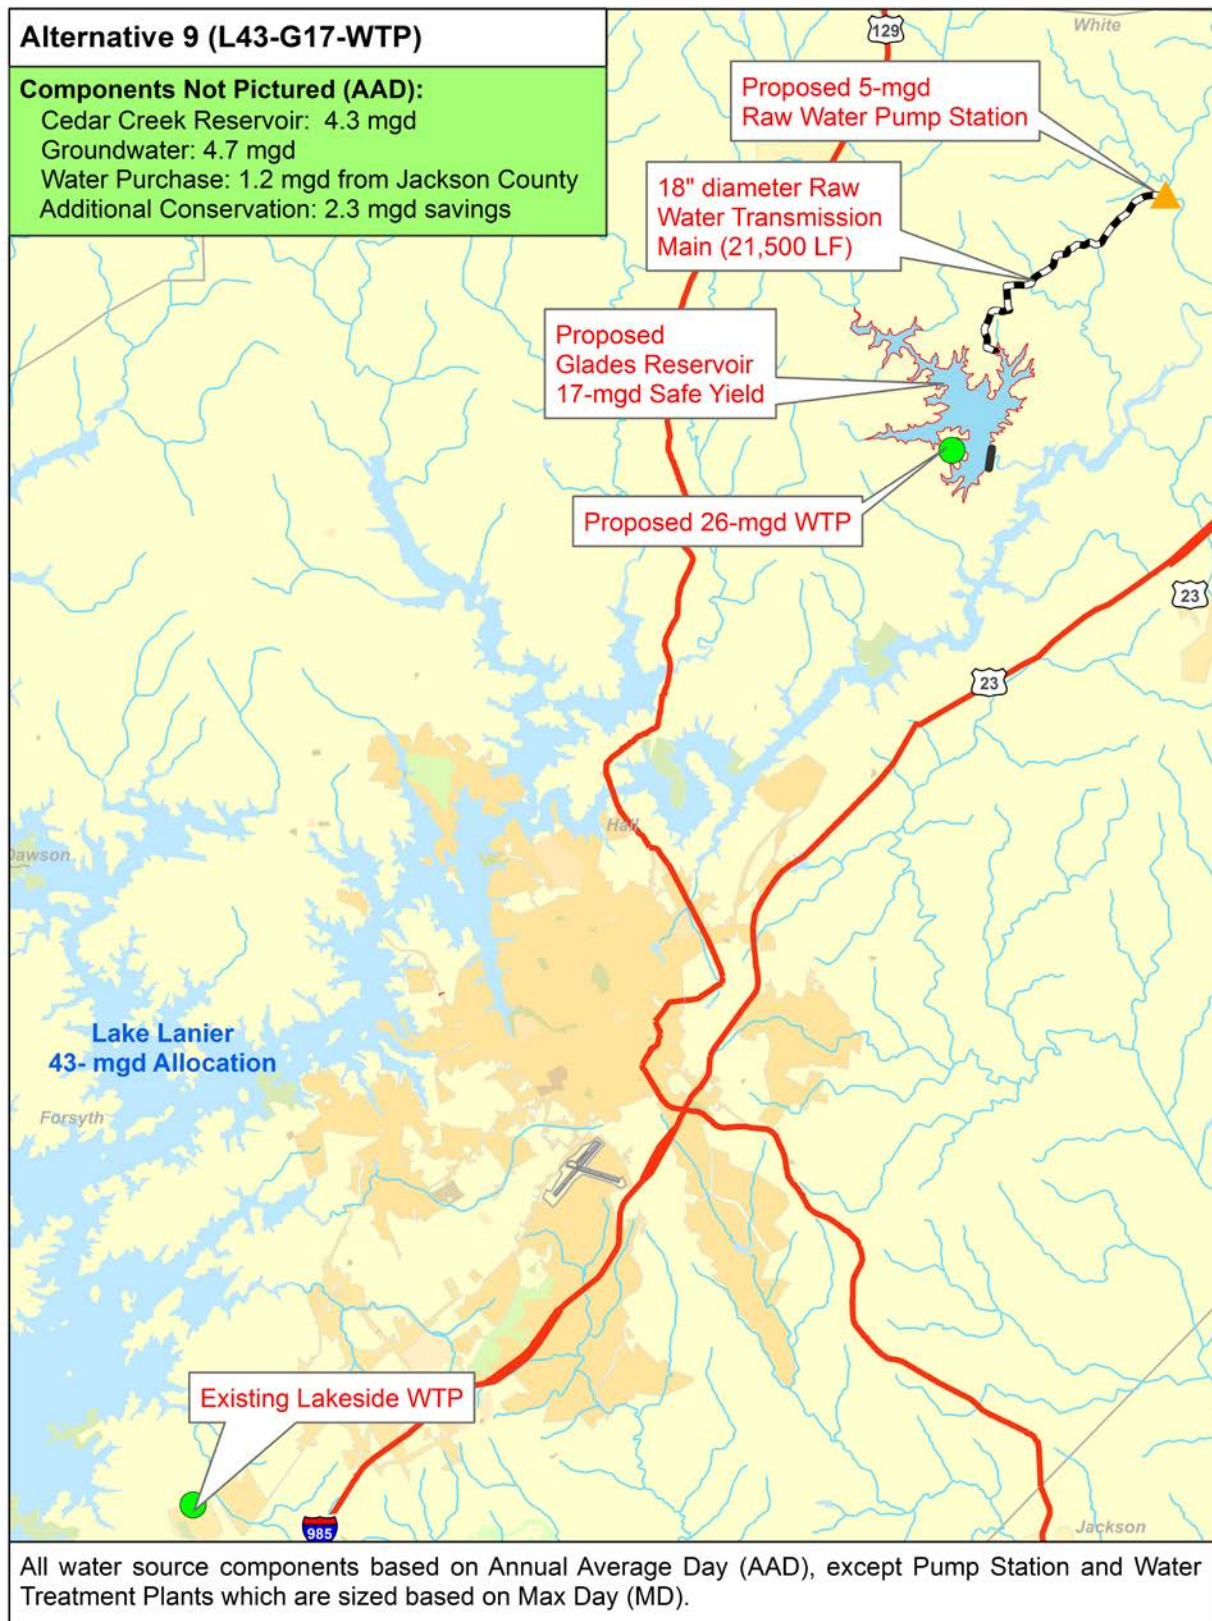 Alternative 9 (L43-G17-WTP)
Components Not Pictured (AAD):
Cedar Creek Reservoir: 4.3 mgd
Groundwater: 4.7 mgd
Water Purchase: 1.2 mgd from Jackson County
Additional Conservation: 2.3 mgd savings
129
White
Proposed 5-mgd
Raw Water Pump Station
18" diameter Raw
Water Transmission
Main (21,500 LF)
Proposed
Glades Reservoir
17-mgd Safe Yield
Proposed 26-mgd WTP
23
23
Hall
Dawson
Lake Lanier
43- mgd Allocation
Forsyth
Existing Lakeside WTP
985
Jackson
All water source components based on Annual Average Day (AAD), except Pump Station and Water
Treatment Plants which are sized based on Max Day (MD).